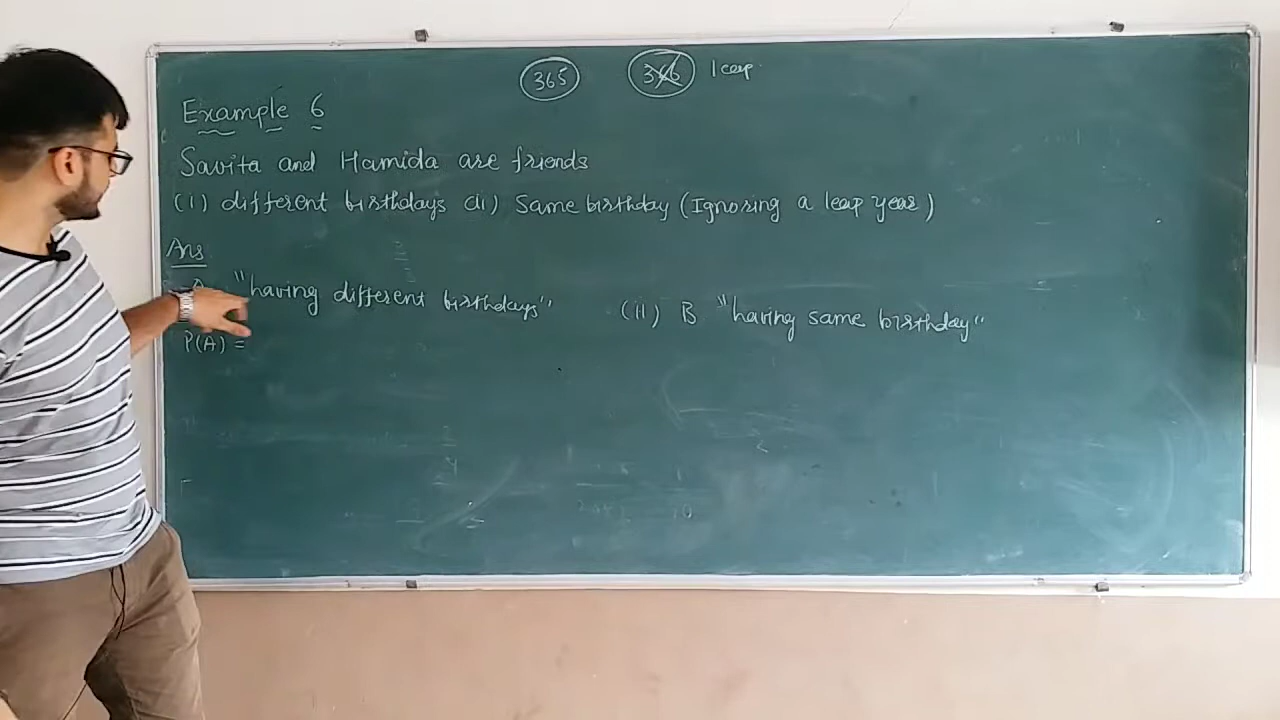 365 366 leap
Example 6
Savita and Hamida are friends
(i) different birthdays (ii) Same birthday (Ignoring a leap year)
Ans
"having different birthdays" (ii) B "having same birthday"
P(A) =